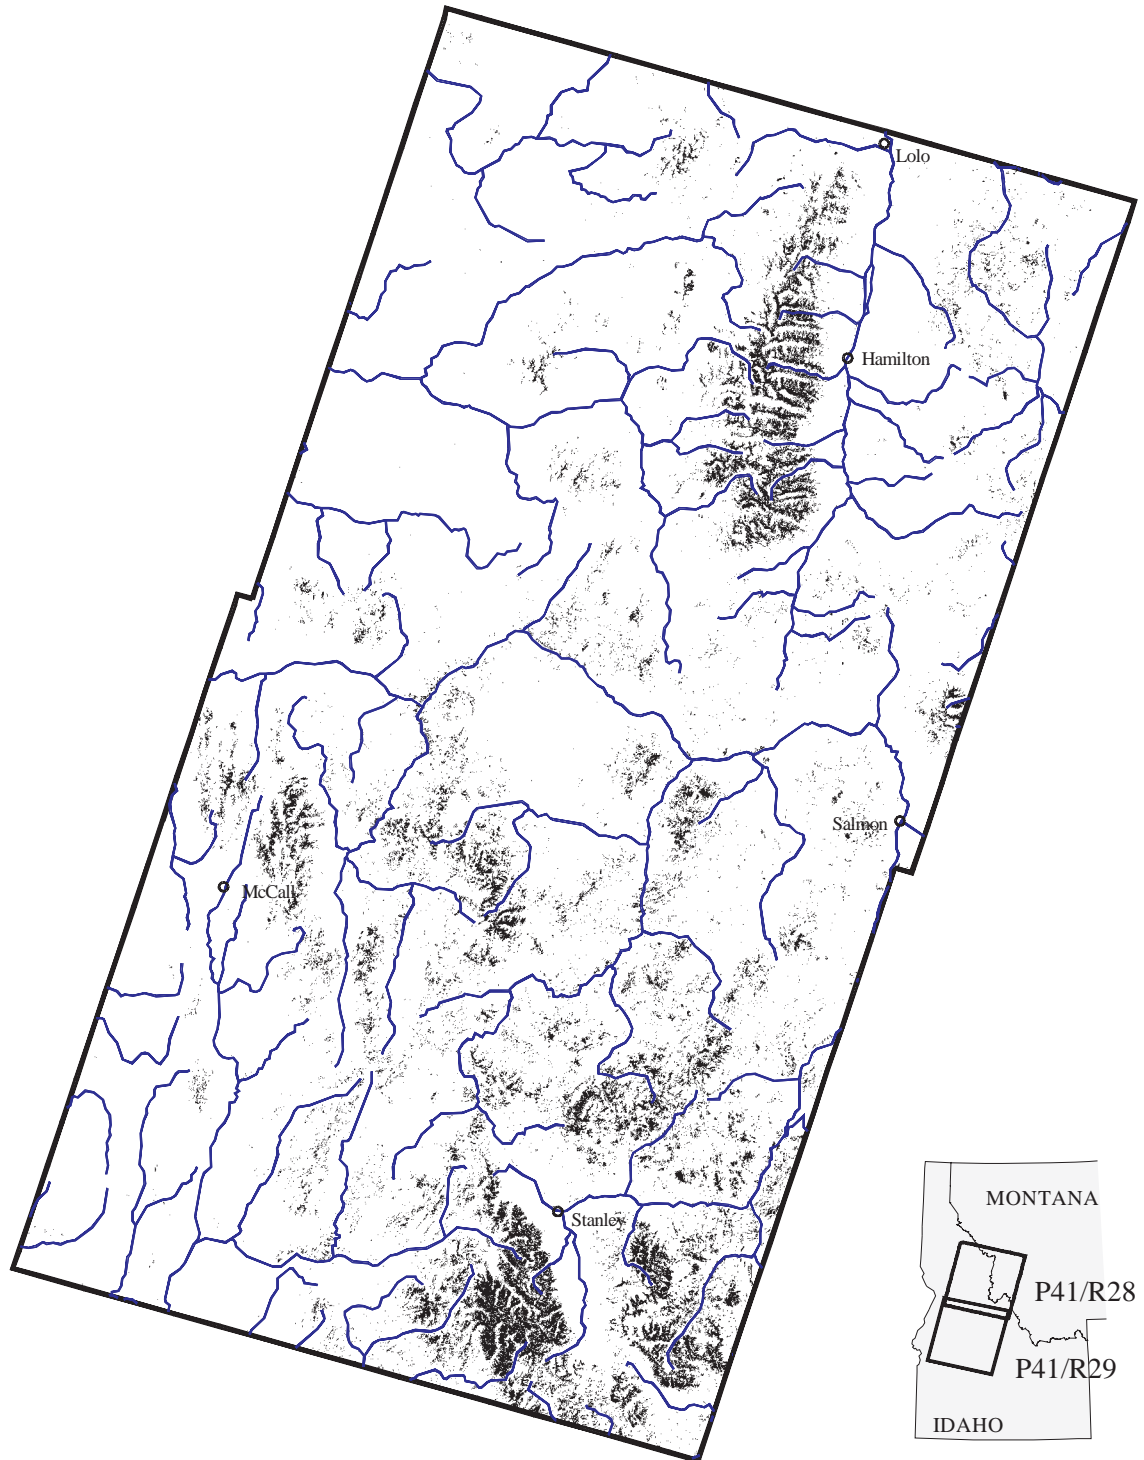 Lolo
Hamilton
Salmon
McCall
Stanley
MONTANA
P41/R28
P41/R29
IDAHO